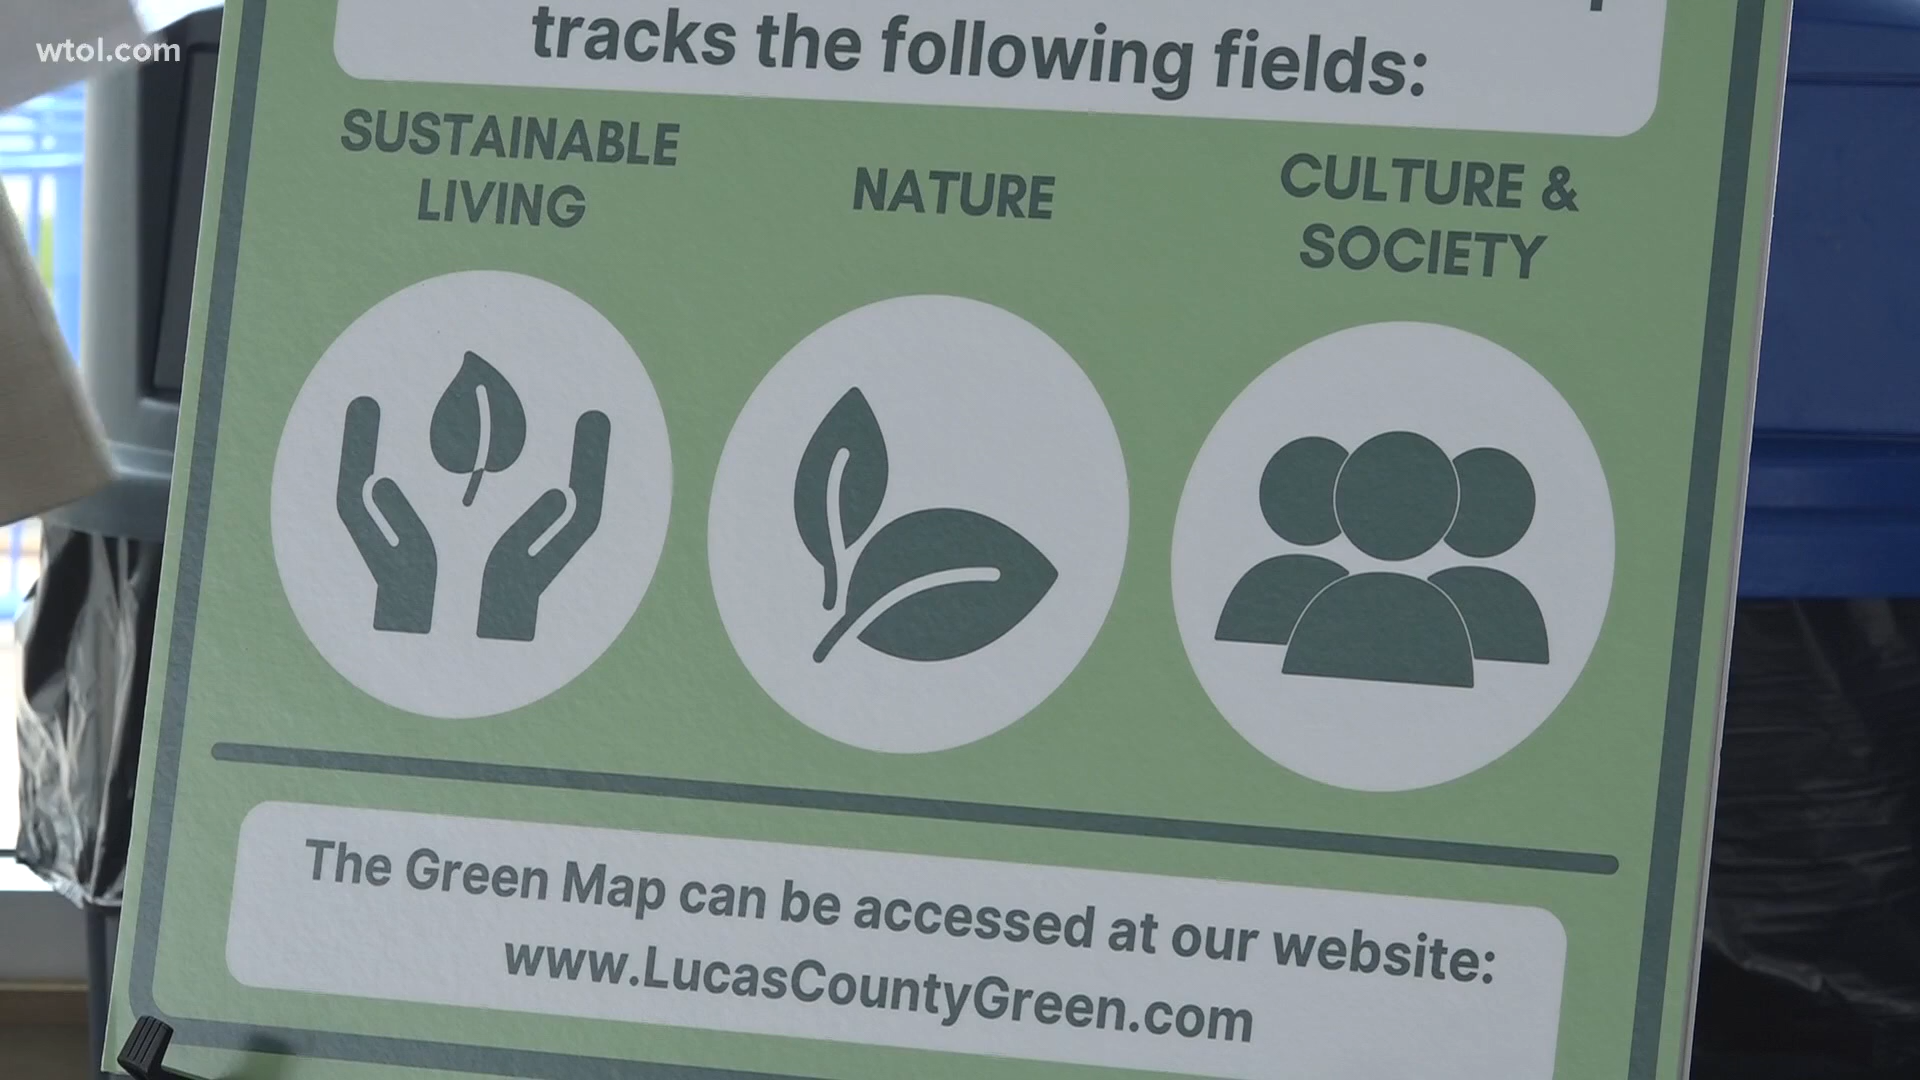 wtol.com
tracks the following fields:
SUSTAINABLE
LIVING
NATURE
CULTURE &
SOCIETY
The Green Map can be accessed at our website:
www.LucasCountyGreen.com